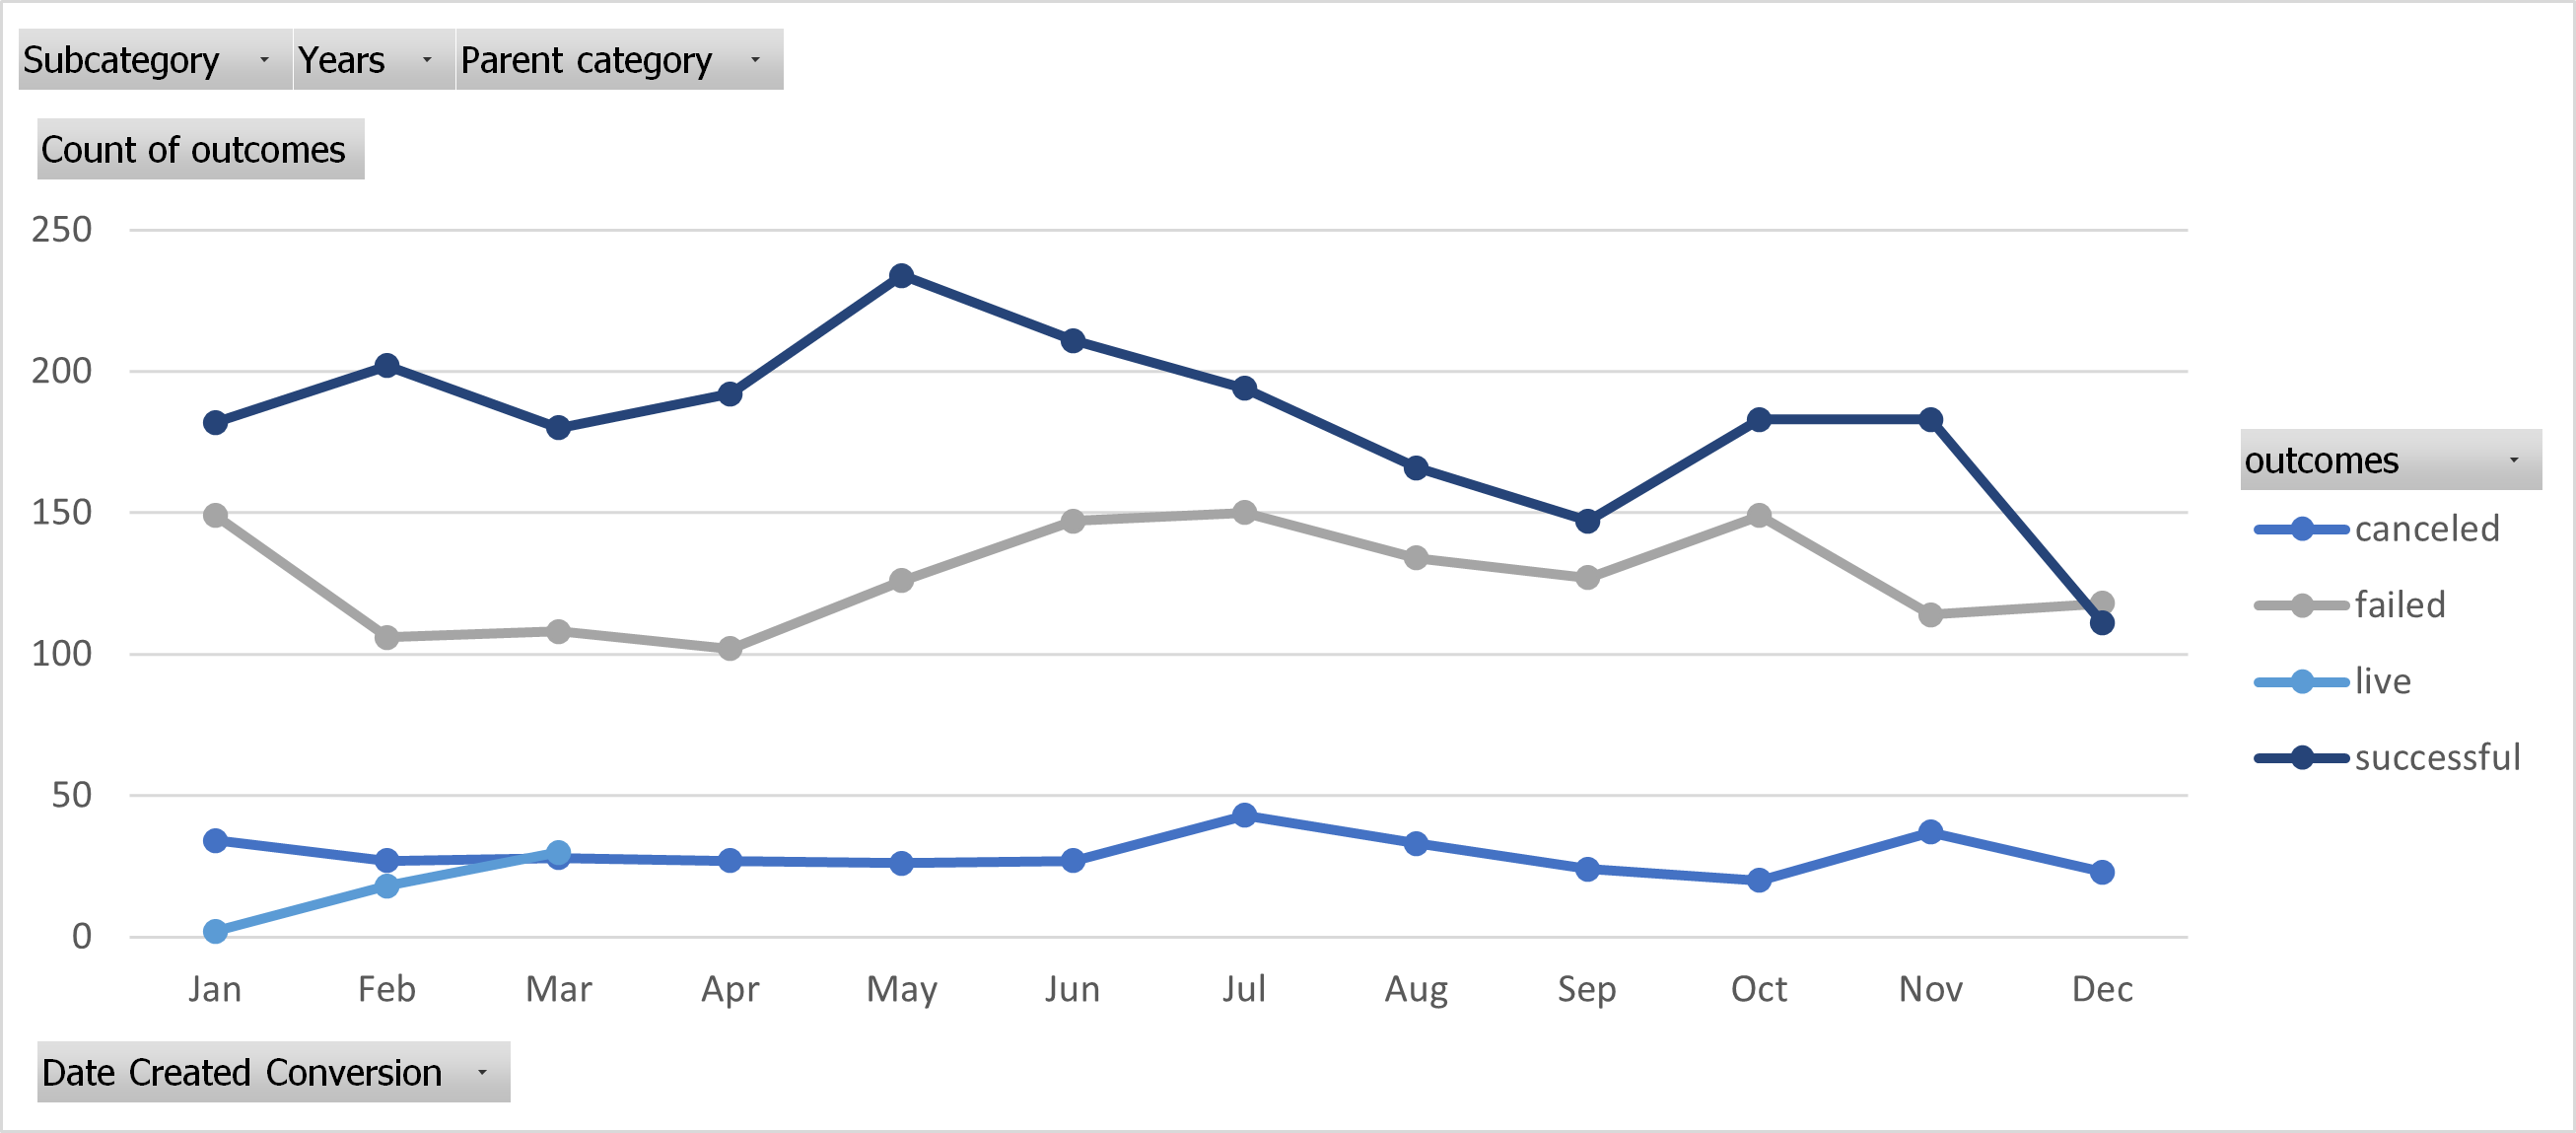 Subcategory Years Parent category
Count of outcomes
250
200
150
100
50
0
Jan Feb Mar Apr May Jun Jul Aug Sep Oct Nov Dec
outcomes
canceled
failed
live
successful
Date Created Conversion